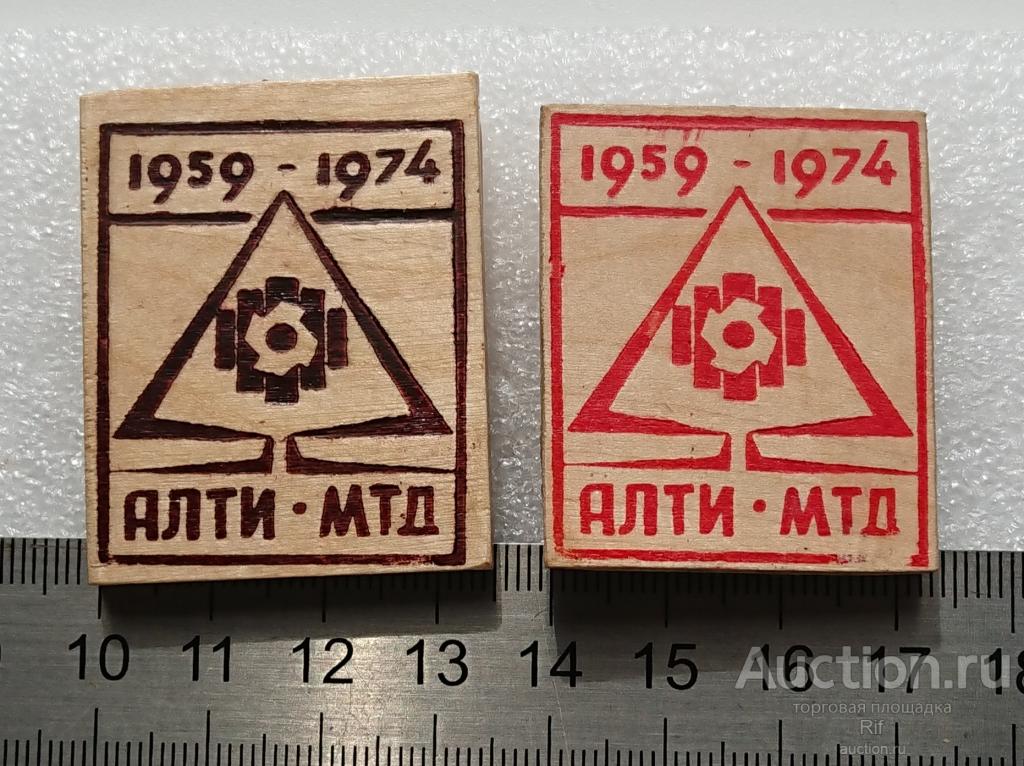 1959 - 1974
АЛТИ · МТД
1959 - 1974
АЛТИ · МТД
10 11 12 13 14 15 16 17 18
Auction.ru
торговая площадка
Rif
auction.ru